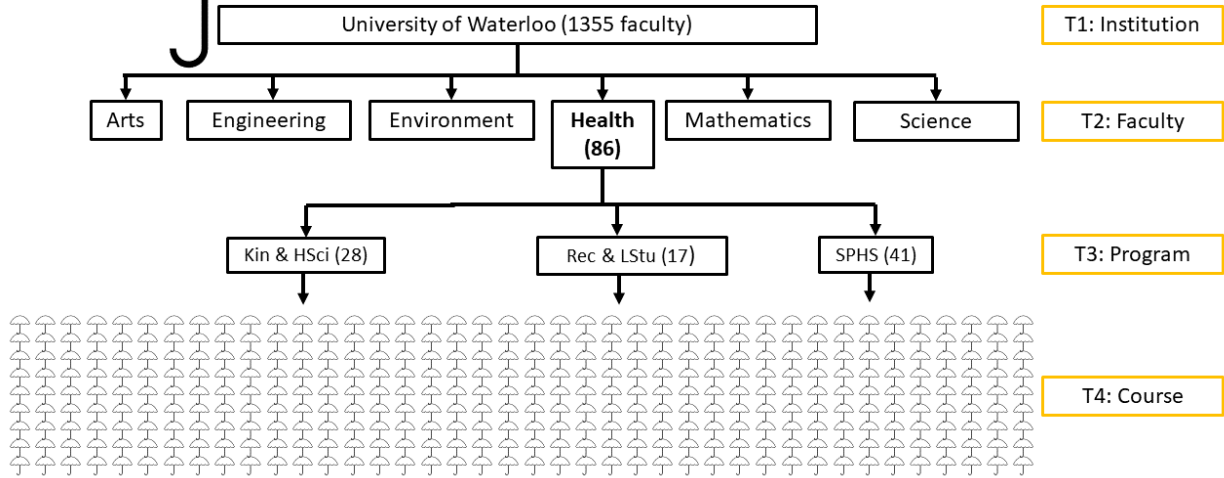 University of Waterloo (1355 faculty)
T1: Institution
Arts
Engineering
Environment
Health
(86)
Mathematics
Science
T2: Faculty
Kin & HSci (28)
Rec & LStu (17)
SPHS (41)
T3: Program
T4: Course